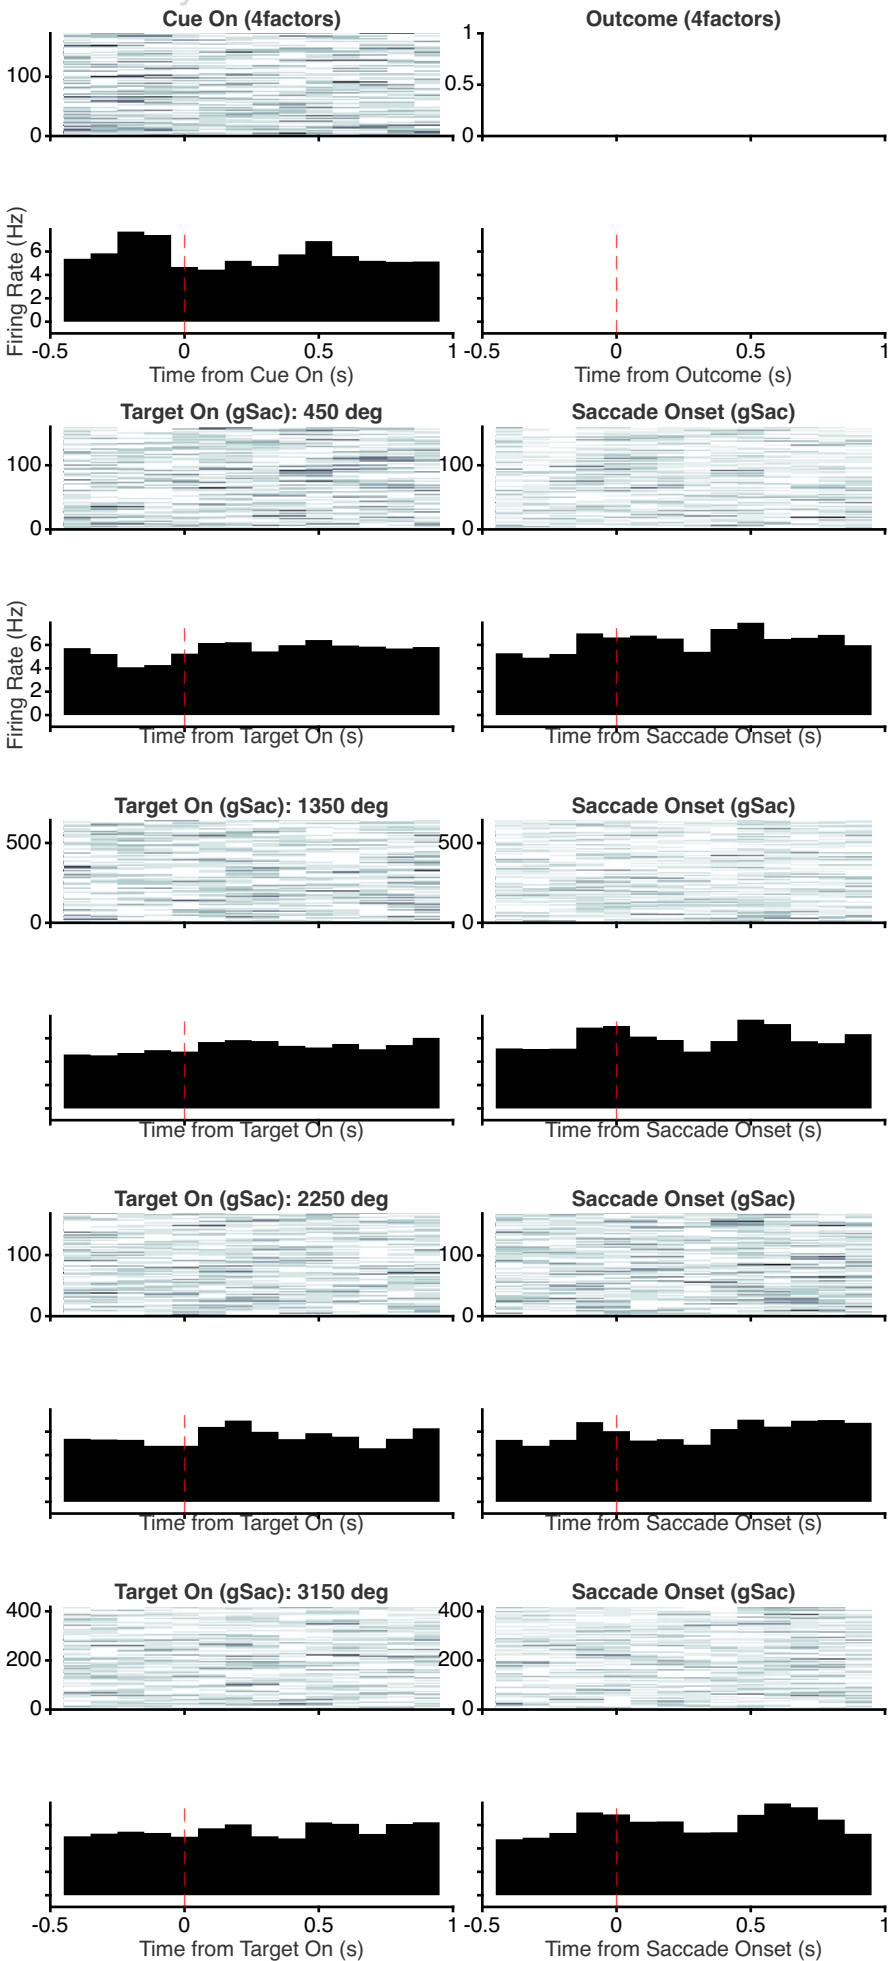 Cue On (4factors)
Outcome (4factors)
100
0
1
0.5
0
Firing Rate (Hz)
6
4
2
0
-0.5 0 0.5 1
Time from Cue On (s)
-0.5 0 0.5 1
Time from Outcome (s)
Target On (gSac): 450 deg
Saccade Onset (gSac)
100
0
100
0
Firing Rate (Hz)
6
4
2
0
Time from Target On (s)
Time from Saccade Onset (s)
Target On (gSac): 1350 deg
Saccade Onset (gSac)
500
0
500
0
Time from Target On (s)
Time from Saccade Onset (s)
Target On (gSac): 2250 deg
Saccade Onset (gSac)
100
0
100
0
Time from Target On (s)
Time from Saccade Onset (s)
Target On (gSac): 3150 deg
Saccade Onset (gSac)
400
200
0
400
200
0
-0.5 0 0.5 1
Time from Target On (s)
-0.5 0 0.5 1
Time from Saccade Onset (s)